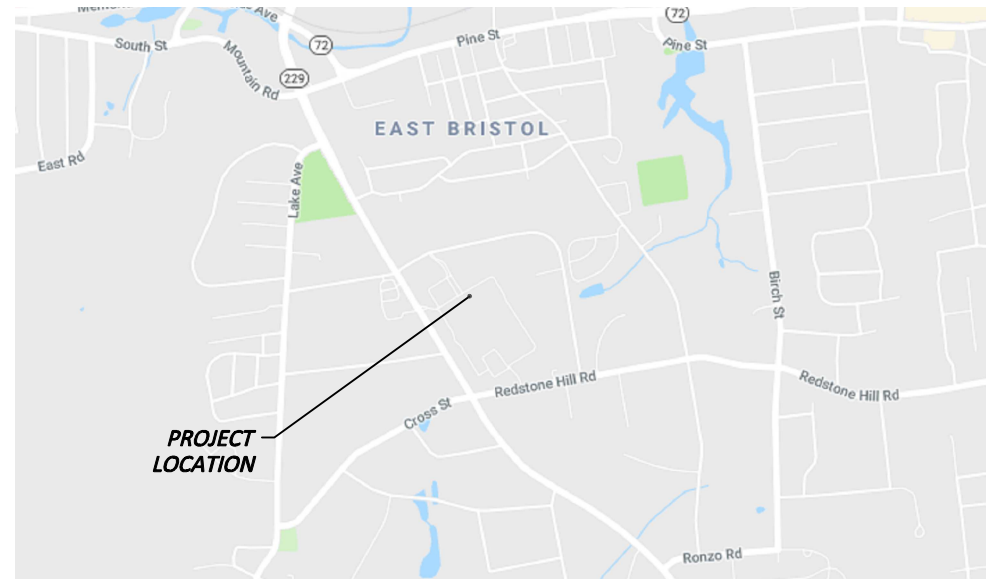 72
South St
72
Pine St
Pine St
229
Mountain Rd
EAST BRISTOL
East Rd
Lake Ave
Birch St
Redstone Hill Rd
Redstone Hill Rd
Cross St
PROJECT
LOCATION
Ronzo Rd